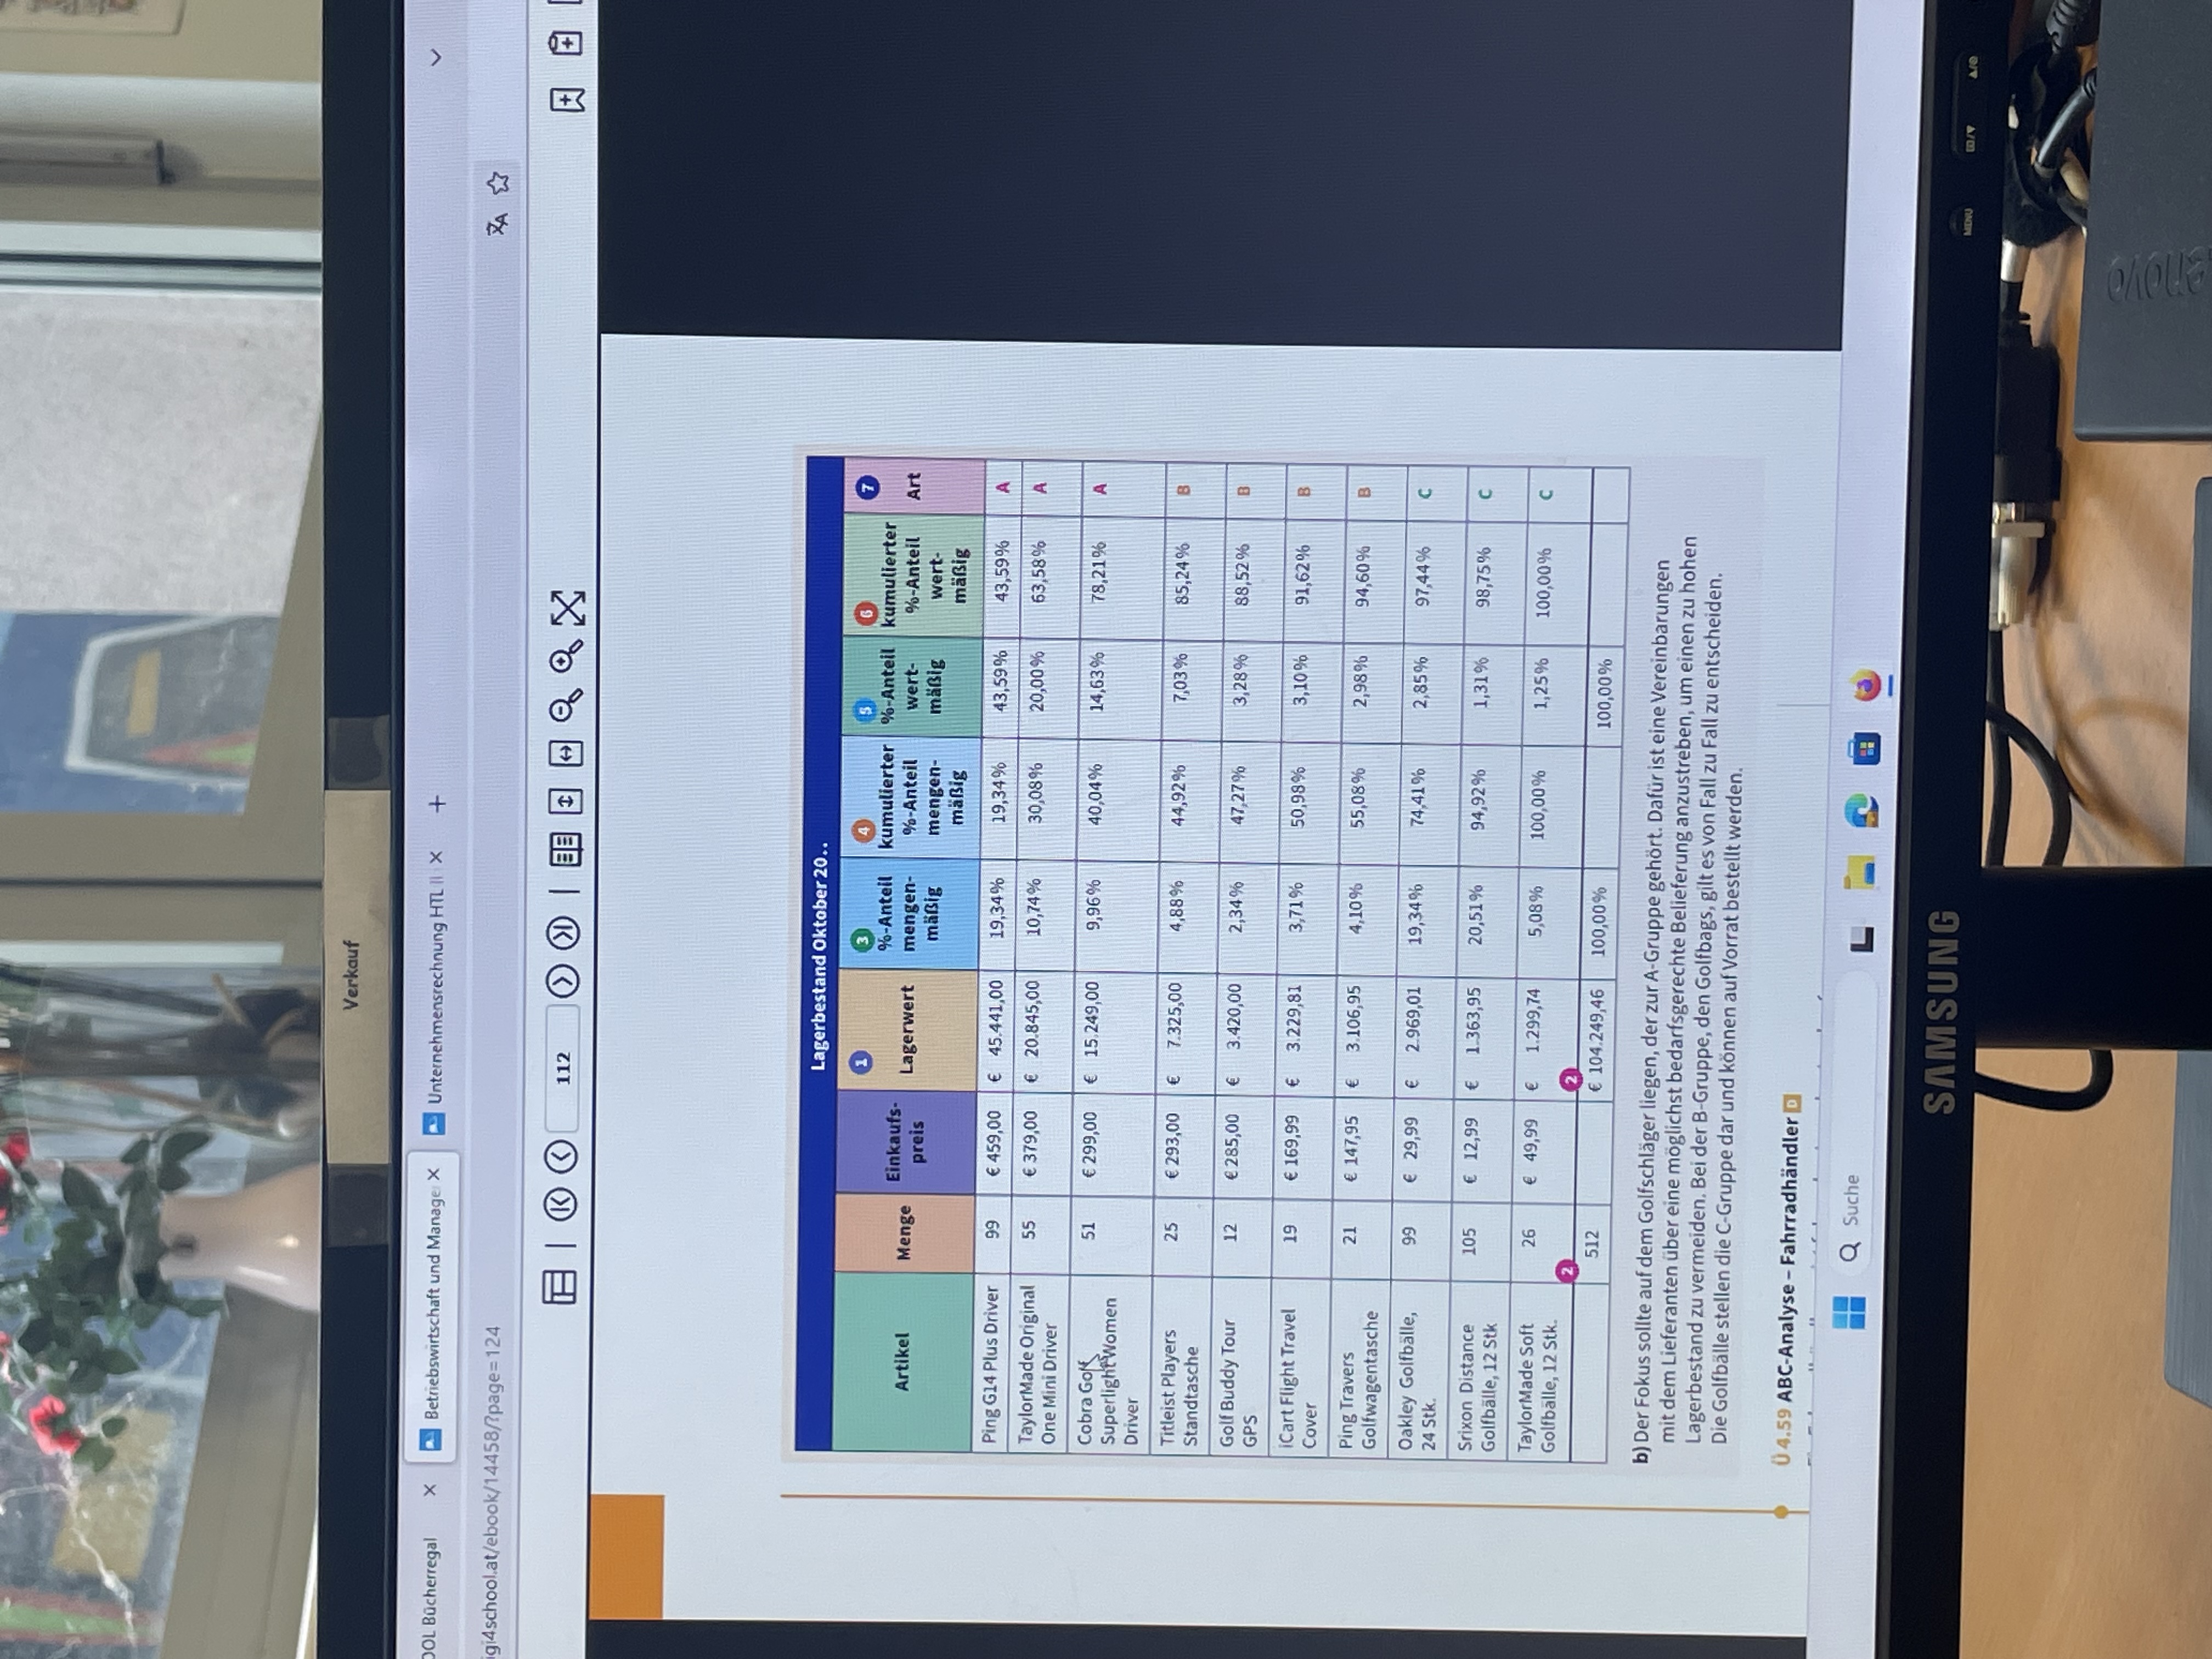 Verkauf
OOL Bücherregal
Betriebswirtschaft und Manage
Unternehmensrechnung HTL II
igi4school.at/ebook/14458/?page=124
112
Lagerbestand Oktober 20..
Artikel Menge Einkaufs-preis 1 Lagerwert 3 %-Anteil mengen-mäßig 4 kumulierter %-Anteil mengen-mäßig 5 %-Anteil wert-mäßig 6 kumulierter %-Anteil wert-mäßig 7 Art
Ping G14 Plus Driver 99 € 459,00 € 45.441,00 19,34% 19,34% 43,59% 43,59% A
TaylorMade Original One Mini Driver 55 € 379,00 € 20.845,00 10,74% 30,08% 20,00% 63,58% A
Cobra Golf Superlight Women Driver 51 € 299,00 € 15.249,00 9,96% 40,04% 14,63% 78,21% A
Titleist Players Standtasche 25 € 293,00 € 7.325,00 4,88% 44,92% 7,03% 85,24% B
Golf Buddy Tour GPS 12 € 285,00 € 3.420,00 2,34% 47,27% 3,28% 88,52% B
iCart Flight Travel Cover 19 € 169,99 € 3.229,81 3,71% 50,98% 3,10% 91,62% B
Ping Travers Golfwagentasche 21 € 147,95 € 3.106,95 4,10% 55,08% 2,98% 94,60% B
Oakley Golfbälle, 24 Stk. 99 € 29,99 € 2.969,01 19,34% 74,41% 2,85% 97,44% C
Srixon Distance Golfbälle, 12 Stk 105 € 12,99 € 1.363,95 20,51% 94,92% 1,31% 98,75% C
TaylorMade Soft Golfbälle, 12 Stk. 26 € 49,99 € 1.299,74 5,08% 100,00% 1,25% 100,00% C
2 512 2 € 104.249,46 100,00% 100,00%
b) Der Fokus sollte auf dem Golfschläger liegen, der zur A-Gruppe gehört. Dafür ist eine Vereinbarungen
mit dem Lieferanten über eine möglichst bedarfsgerechte Belieferung anzustreben, um einen zu hohen
Lagerbestand zu vermeiden. Bei der B-Gruppe, den Golfbags, gilt es von Fall zu Fall zu entscheiden.
Die Golfbälle stellen die C-Gruppe dar und können auf Vorrat bestellt werden.
Ü 4.59 ABC-Analyse – Fahrradhändler D
Suche
SAMSUNG
MENU